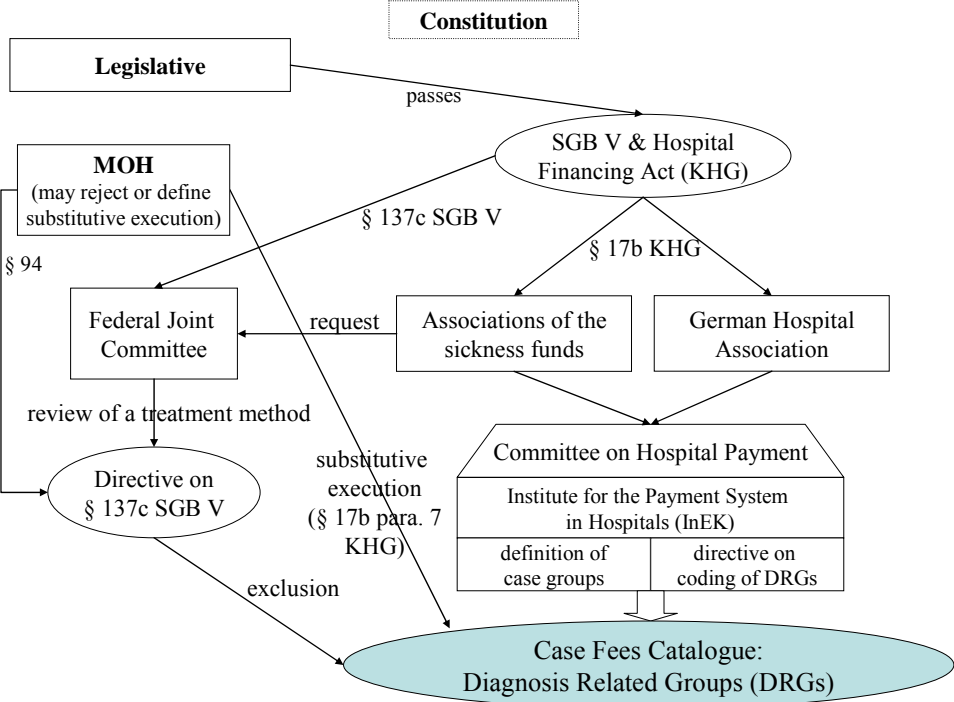 Constitution
Legislative
passes
SGB V & Hospital
Financing Act (KHG)
MOH
(may reject or define
substitutive execution)
§ 137c SGB V
§ 17b KHG
§ 94
Federal Joint
Committee
request
Associations of the
sickness funds
German Hospital
Association
review of a treatment method
Committee on Hospital Payment
substitutive
execution
(§ 17b para. 7
KHG)
Directive on
§ 137c SGB V
Institute for the Payment System
in Hospitals (InEK)
definition of
case groups
directive on
coding of DRGs
exclusion
Case Fees Catalogue:
Diagnosis Related Groups (DRGs)